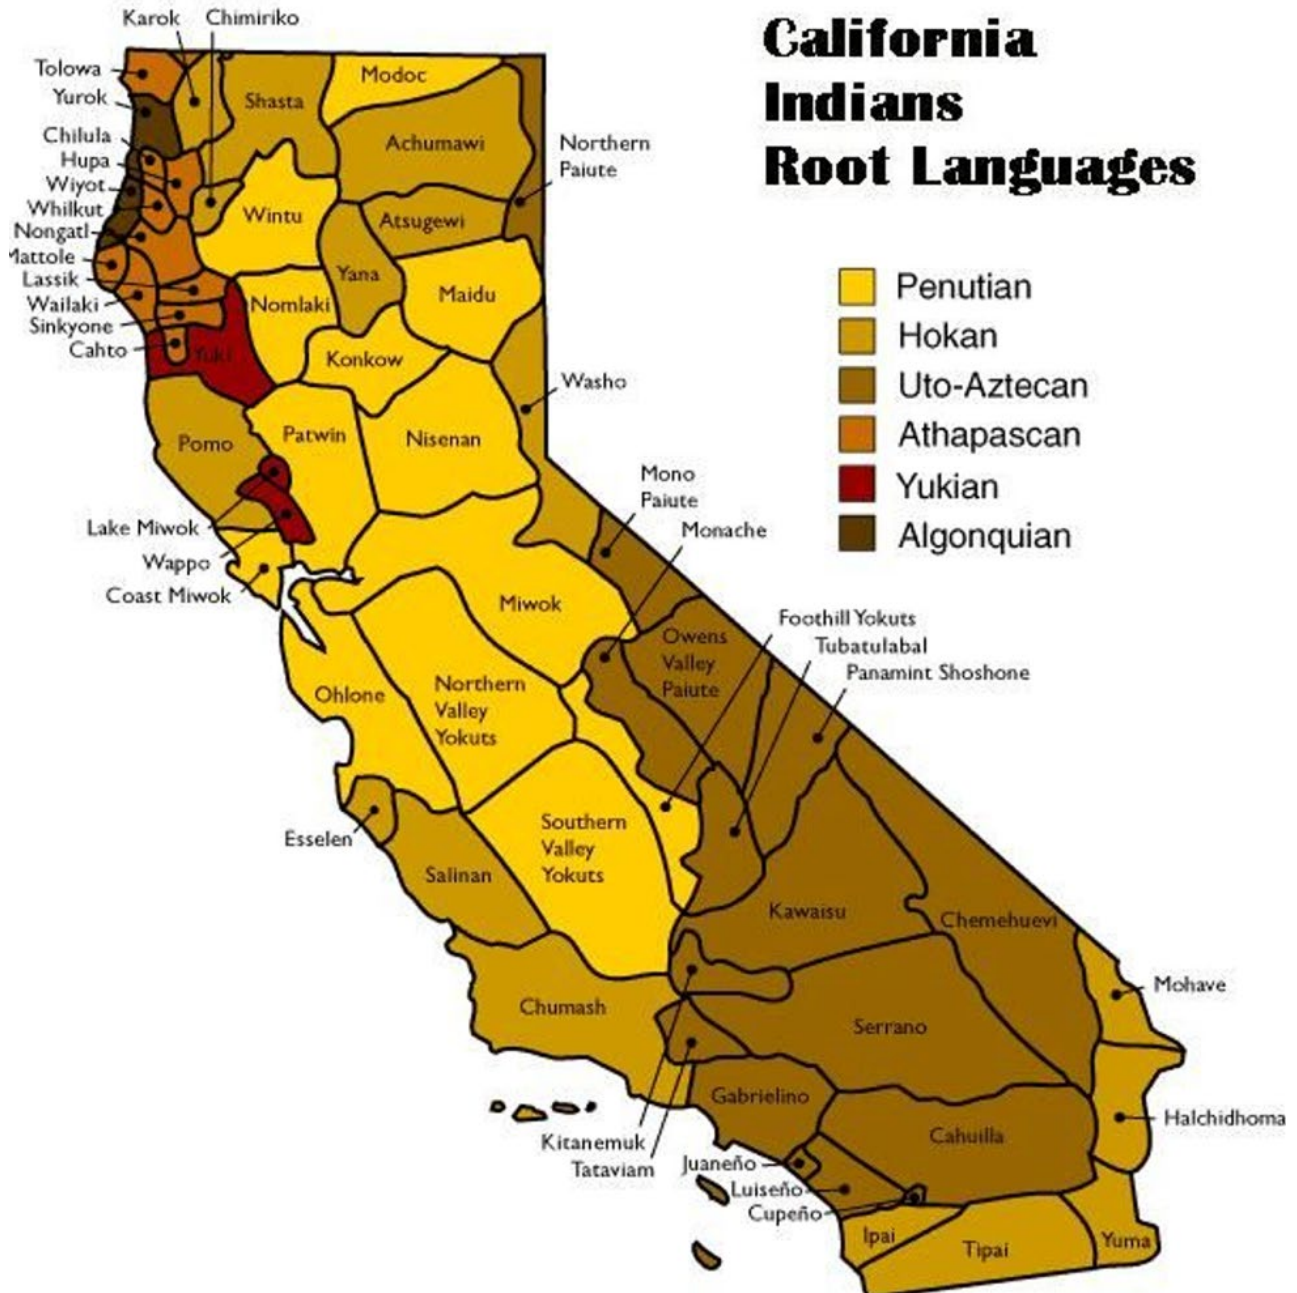 California
Indians
Root Languages
Penutian
Hokan
Uto-Aztecan
Athapascan
Yukian
Algonquian
Karok
Chimiriko
Tolowa
Yurok
Chilula
Hupa
Wiyot
Whilkut
Nongatl
Mattole
Lassik
Wailaki
Sinkyone
Cahto
Shasta
Modoc
Achumawi
Northern
Paiute
Wintu
Atsugewi
Yana
Nomlaki
Maidu
Konkow
Yuki
Washo
Pomo
Patwin
Nisenan
Lake Miwok
Wappo
Coast Miwok
Mono
Paiute
Monache
Miwok
Foothill Yokuts
Tubatulabal
Panamint Shoshone
Owens
Valley
Paiute
Ohlone
Northern
Valley
Yokuts
Esselen
Southern
Valley
Yokuts
Salinan
Kawaisu
Chemehuevi
Mohave
Chumash
Serrano
Kitanemuk
Tataviam
Gabrielino
Cahuilla
Halchidhoma
Juaneño
Luiseño
Cupeño
Ipai
Tipai
Yuma